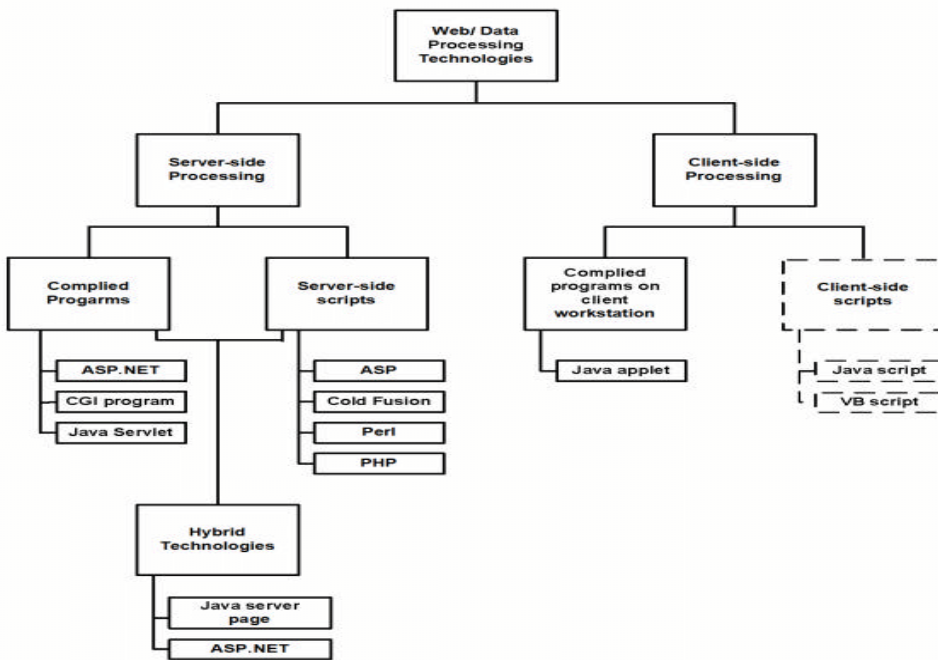 Web/ Data
Processing
Technologies
Server-side
Processing
Client-side
Processing
Complied
Progarms
Server-side
scripts
Complied
programs on
client
workstation
Client-side
scripts
ASP.NET
CGI program
Java Servlet
ASP
Cold Fusion
Perl
PHP
Java applet
Java script
VB script
Hybrid
Technologies
Java server
page
ASP.NET